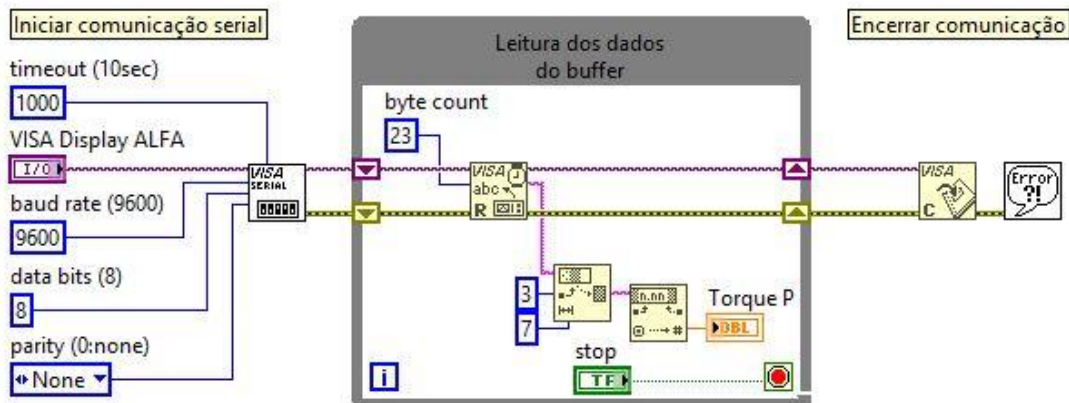 Iniciar comunicação serial
timeout (10sec)
1000
VISA Display ALFA
I/O
baud rate (9600)
9600
data bits (8)
8
parity (0:none)
None
VISA
SERIAL
Leitura dos dados
do buffer
byte count
23
VISA
abc
R
3
7
n.nn
#
Torque P
DBL
stop
TF
i
Encerrar comunicação
VISA
C
Error
?!